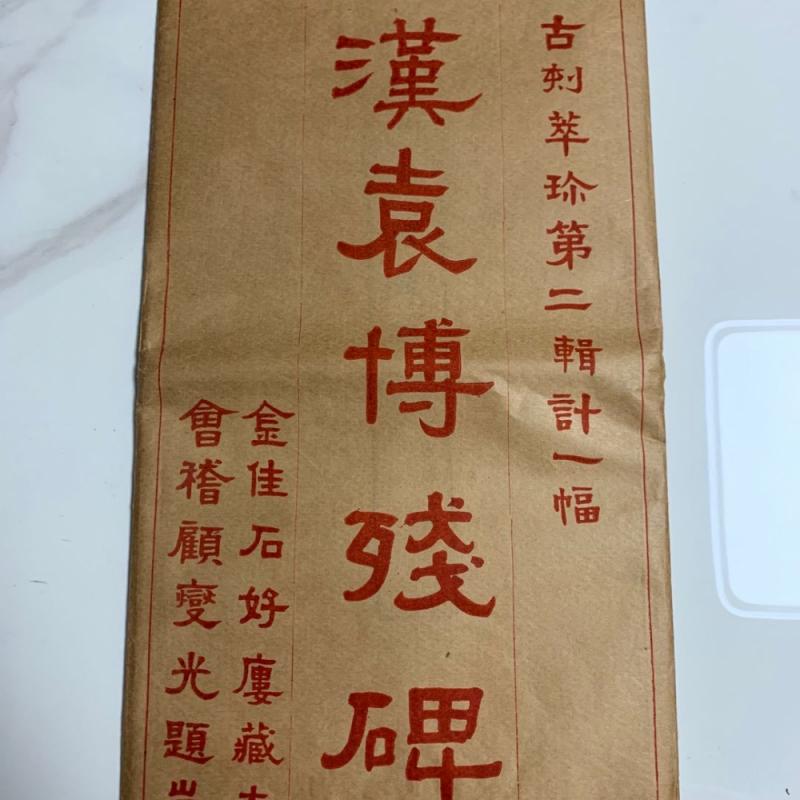 古刻萃珍第二輯計一幅
漢袁博殘碑
金佳石好廔藏
會稽顧燮光題